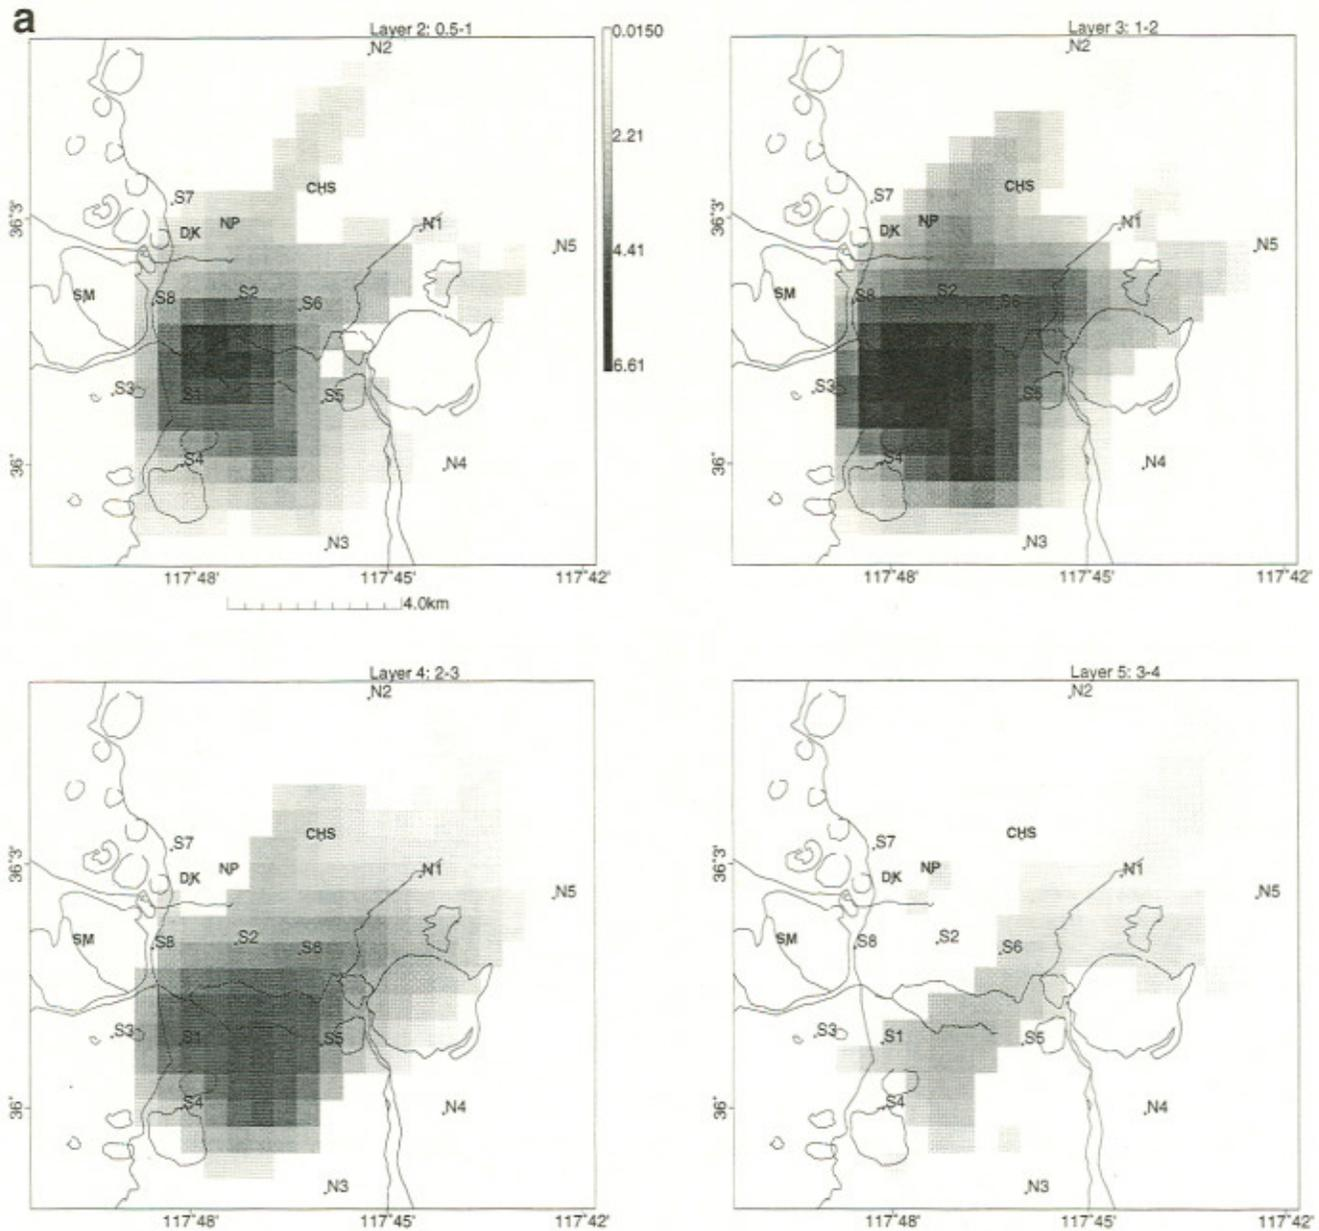 a
Layer 2: 0.5-1
N2
S7
CHS
NP
DK
N1
N5
SM
S8
S2
S6
S3
S1
S5
S4
N4
N3
36°3'
36°
117°48'
117°45'
117°42'
4.0km
0.0150
2.21
4.41
6.61
Layer 3: 1-2
N2
S7
CHS
NP
DK
N1
N5
SM
S8
S2
S6
S3
S1
S5
S4
N4
N3
36°3'
36°
117°48'
117°45'
117°42'
Layer 4: 2-3
N2
S7
CHS
NP
DK
N1
N5
SM
S8
S2
S6
S3
S1
S5
S4
N4
N3
36°3'
36°
117°48'
117°45'
117°42'
Layer 5: 3-4
N2
S7
CHS
NP
DK
N1
N5
SM
S8
S2
S6
S3
S1
S5
S4
N4
N3
36°3'
36°
117°48'
117°45'
117°42'